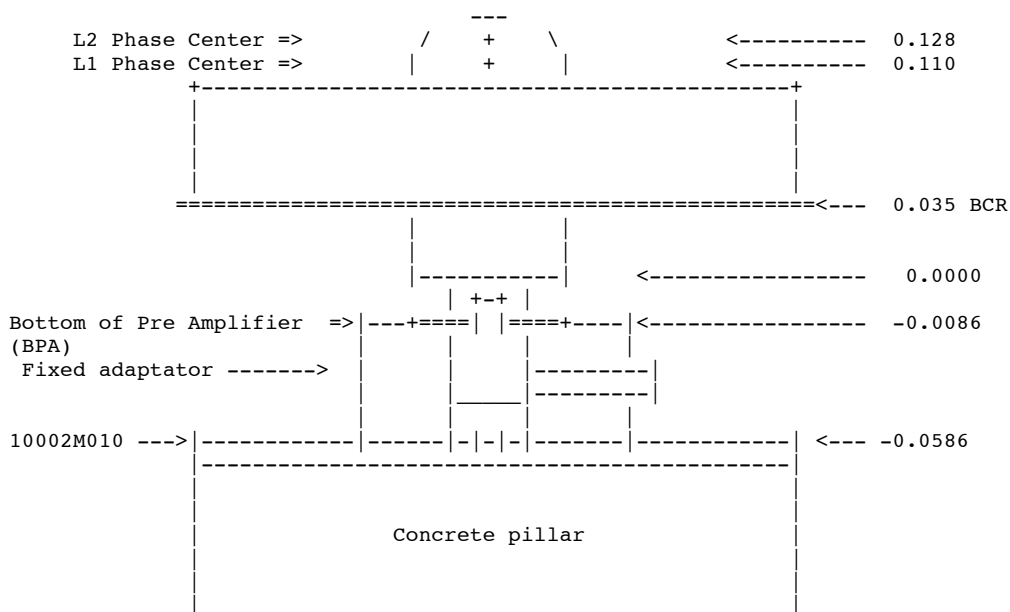 L2 Phase Center => / + \ <---------- 0.128
L1 Phase Center => | + | <---------- 0.110
0.035 BCR
0.0000
Bottom of Pre Amplifier => -0.0086
(BPA)
Fixed adaptator ------->
10002M010 ---> <--- -0.0586
Concrete pillar